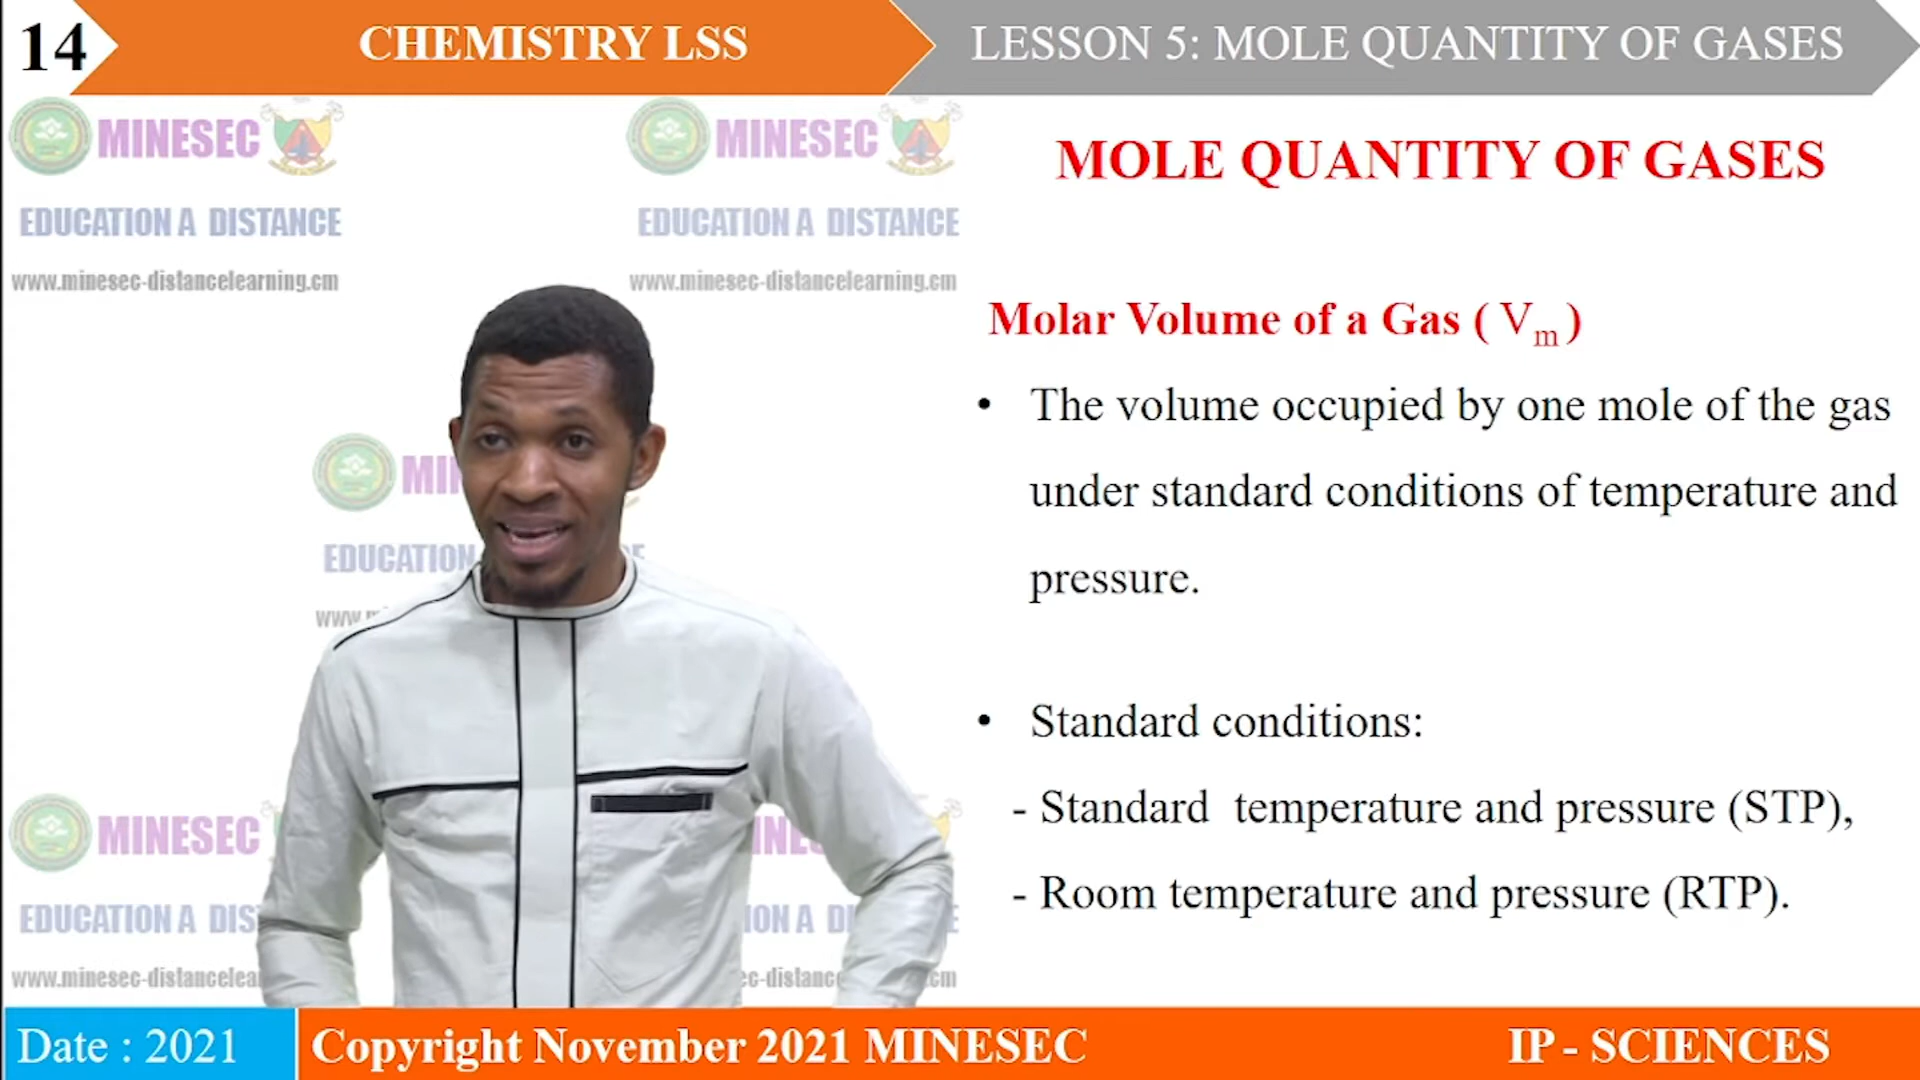 14
CHEMISTRY LSS
LESSON 5: MOLE QUANTITY OF GASES
MINESEC
EDUCATION A DISTANCE
www.minesec-distancelearning.cm
MINESEC
EDUCATION A DISTANCE
www.minesec-distancelearning.cm
MOLE QUANTITY OF GASES
Molar Volume of a Gas ( Vm )
• The volume occupied by one mole of the gas
under standard conditions of temperature and
pressure.
• Standard conditions:
- Standard temperature and pressure (STP),
- Room temperature and pressure (RTP).
EDUCATION
MINESEC
Date : 2021
Copyright November 2021 MINESEC
IP - SCIENCES